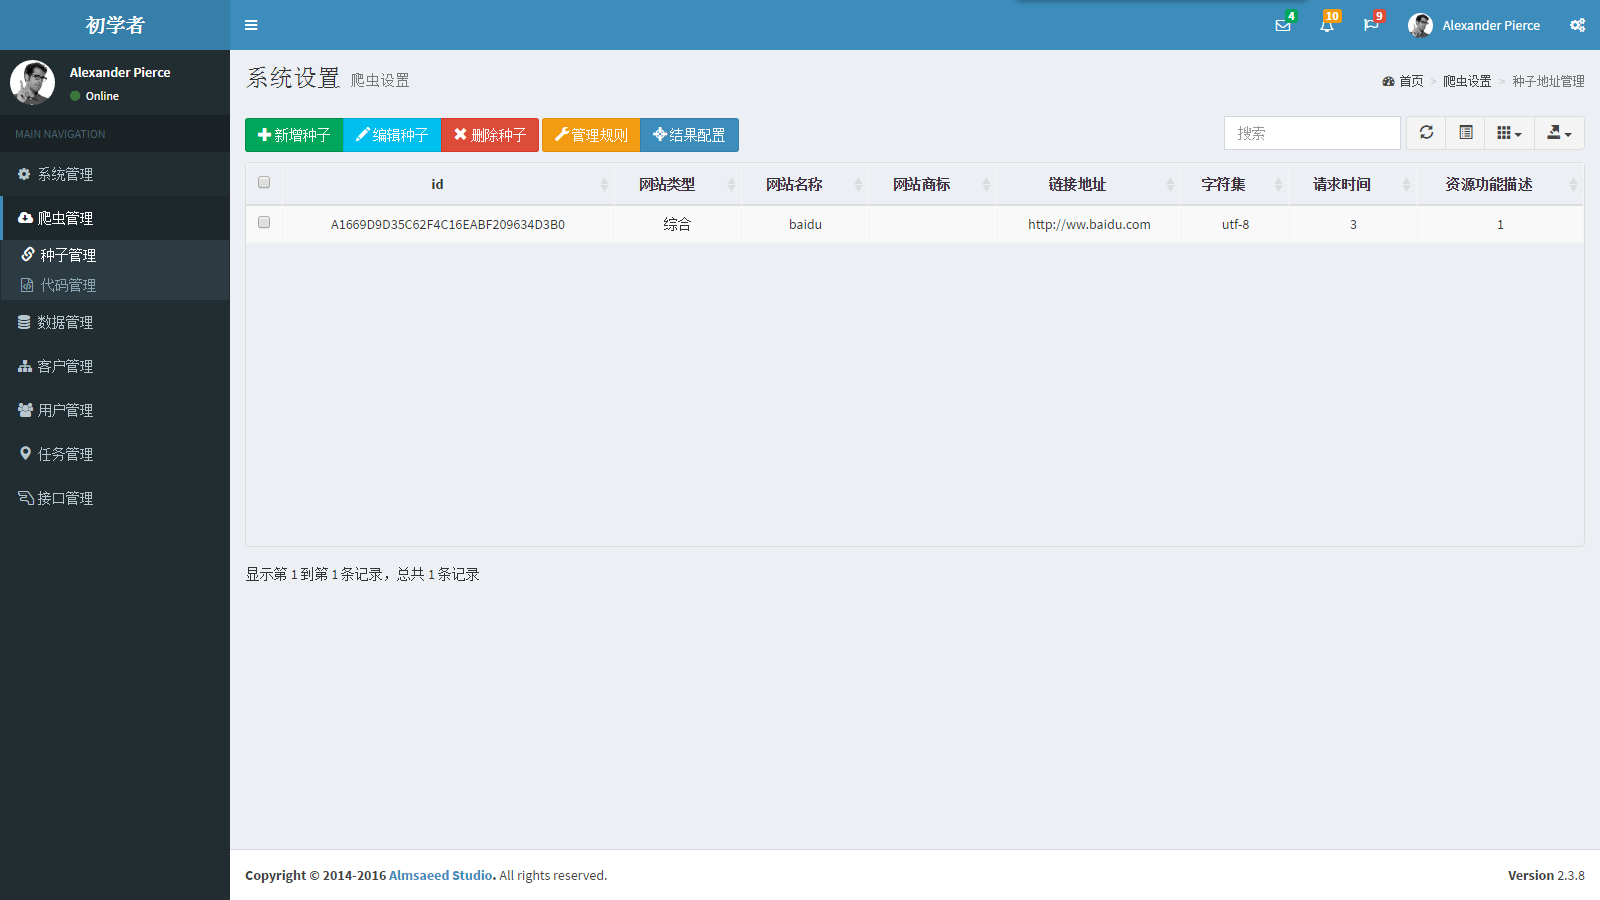 初学者
4
10
9
Alexander Pierce
Alexander Pierce
Online
MAIN NAVIGATION
系统管理
爬虫管理
种子管理
代码管理
数据管理
客户管理
用户管理
任务管理
接口管理
系统设置 爬虫设置
首页 > 爬虫设置 > 种子地址管理
新增种子 编辑种子 删除种子 管理规则 结果配置
搜索
id 网站类型 网站名称 网站商标 链接地址 字符集 请求时间 资源功能描述
A1669D9D35C62F4C16EABF209634D3B0 综合 baidu http://ww.baidu.com utf-8 3 1
显示第 1 到第 1 条记录，总共 1 条记录
Copyright © 2014-2016 Almsaeed Studio. All rights reserved.
Version 2.3.8